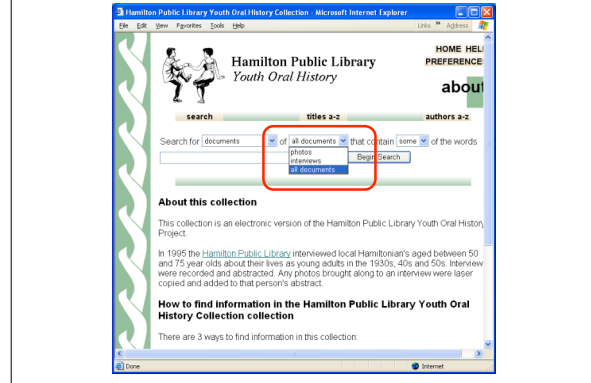 Hamilton Public Library Youth Oral History Collection - Microsoft Internet Explorer
File Edit View Favorites Tools Help Links » Address
HOME HEL
PREFERENCE
Hamilton Public Library
Youth Oral History
about
search titles a-z authors a-z
Search for documents of all documents that contain some of the words
photos
interviews
all documents
Begin Search
About this collection
This collection is an electronic version of the Hamilton Public Library Youth Oral History
Project.
In 1995 the Hamilton Public Library interviewed local Hamiltonian's aged between 50
and 75 year olds about their lives as young adults in the 1930s, 40s and 50s. Interview
were recorded and abstracted. Any photos brought along to an interview were laser
copied and added to that person's abstract.
How to find information in the Hamilton Public Library Youth Oral
History Collection collection
There are 3 ways to find information in this collection:
Done Internet